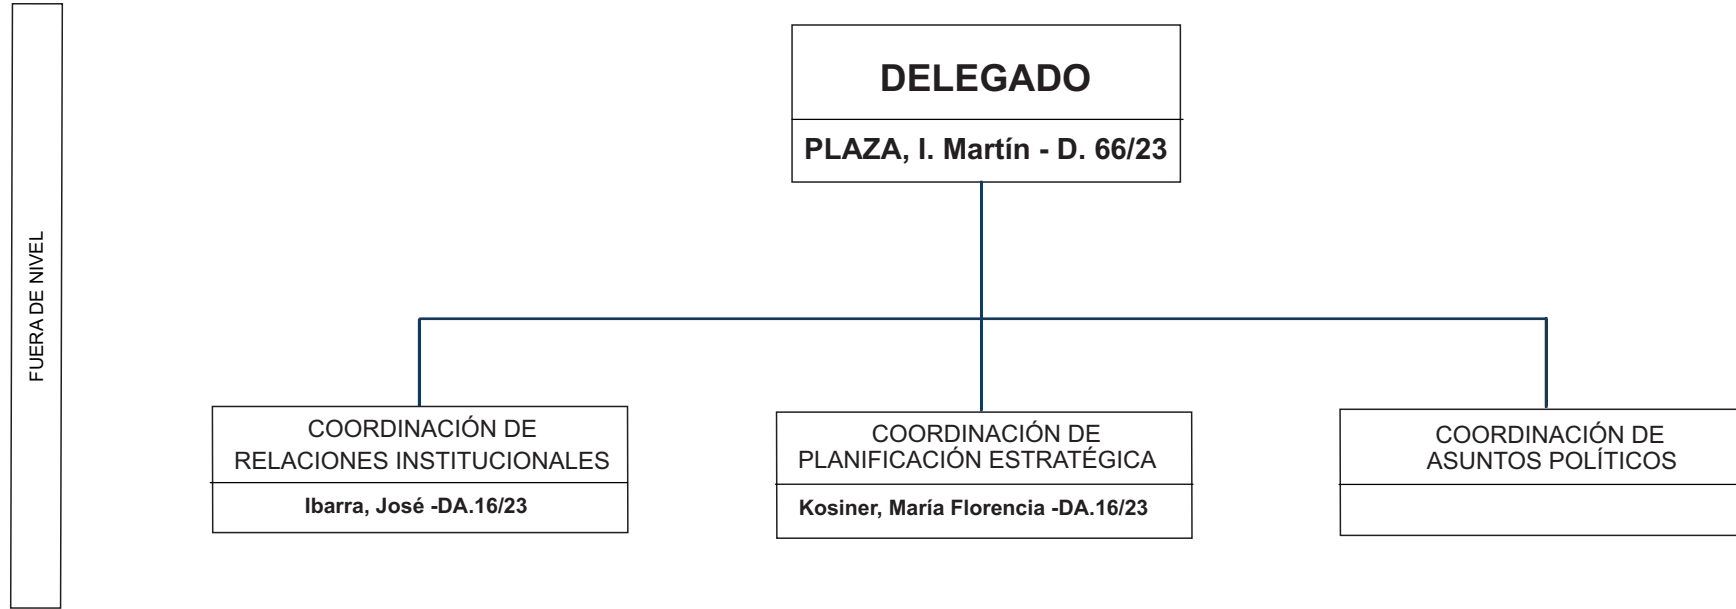 FUERA DE NIVEL
DELEGADO
PLAZA, I. Martín - D. 66/23
COORDINACIÓN DE
RELACIONES INSTITUCIONALES
Ibarra, José -DA.16/23
COORDINACIÓN DE
PLANIFICACIÓN ESTRATÉGICA
Kosiner, María Florencia -DA.16/23
COORDINACIÓN DE
ASUNTOS POLÍTICOS